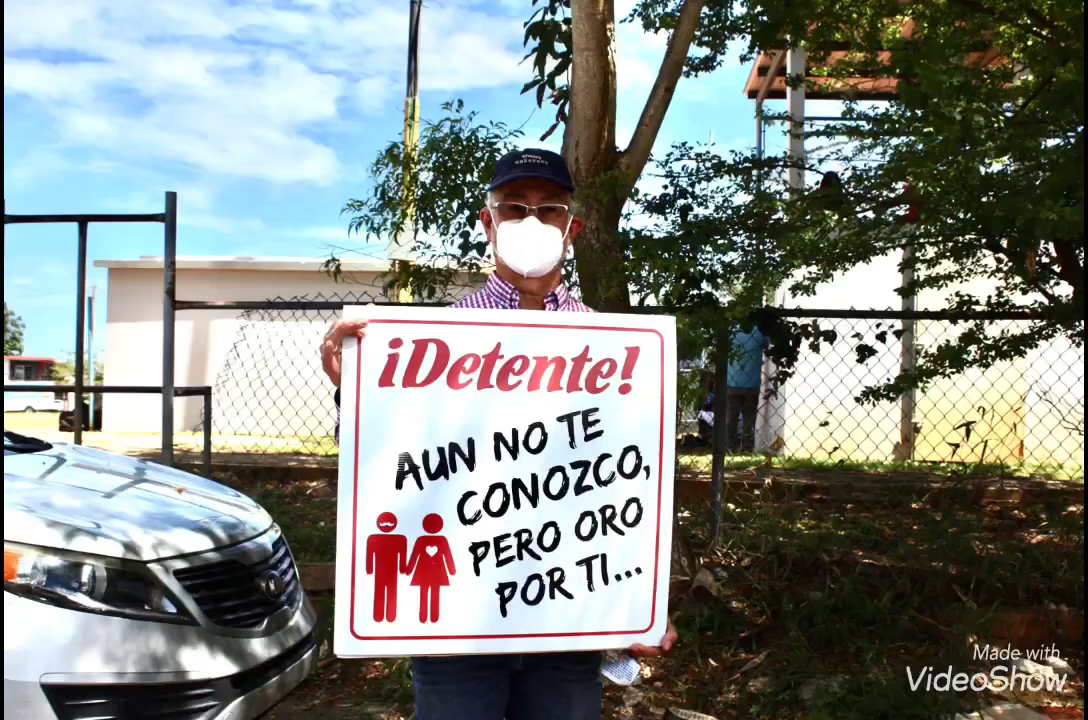 ¡Detente!
AUN NO TE
CONOZCO,
PERO ORO
POR TI...
Made with
VideoShow